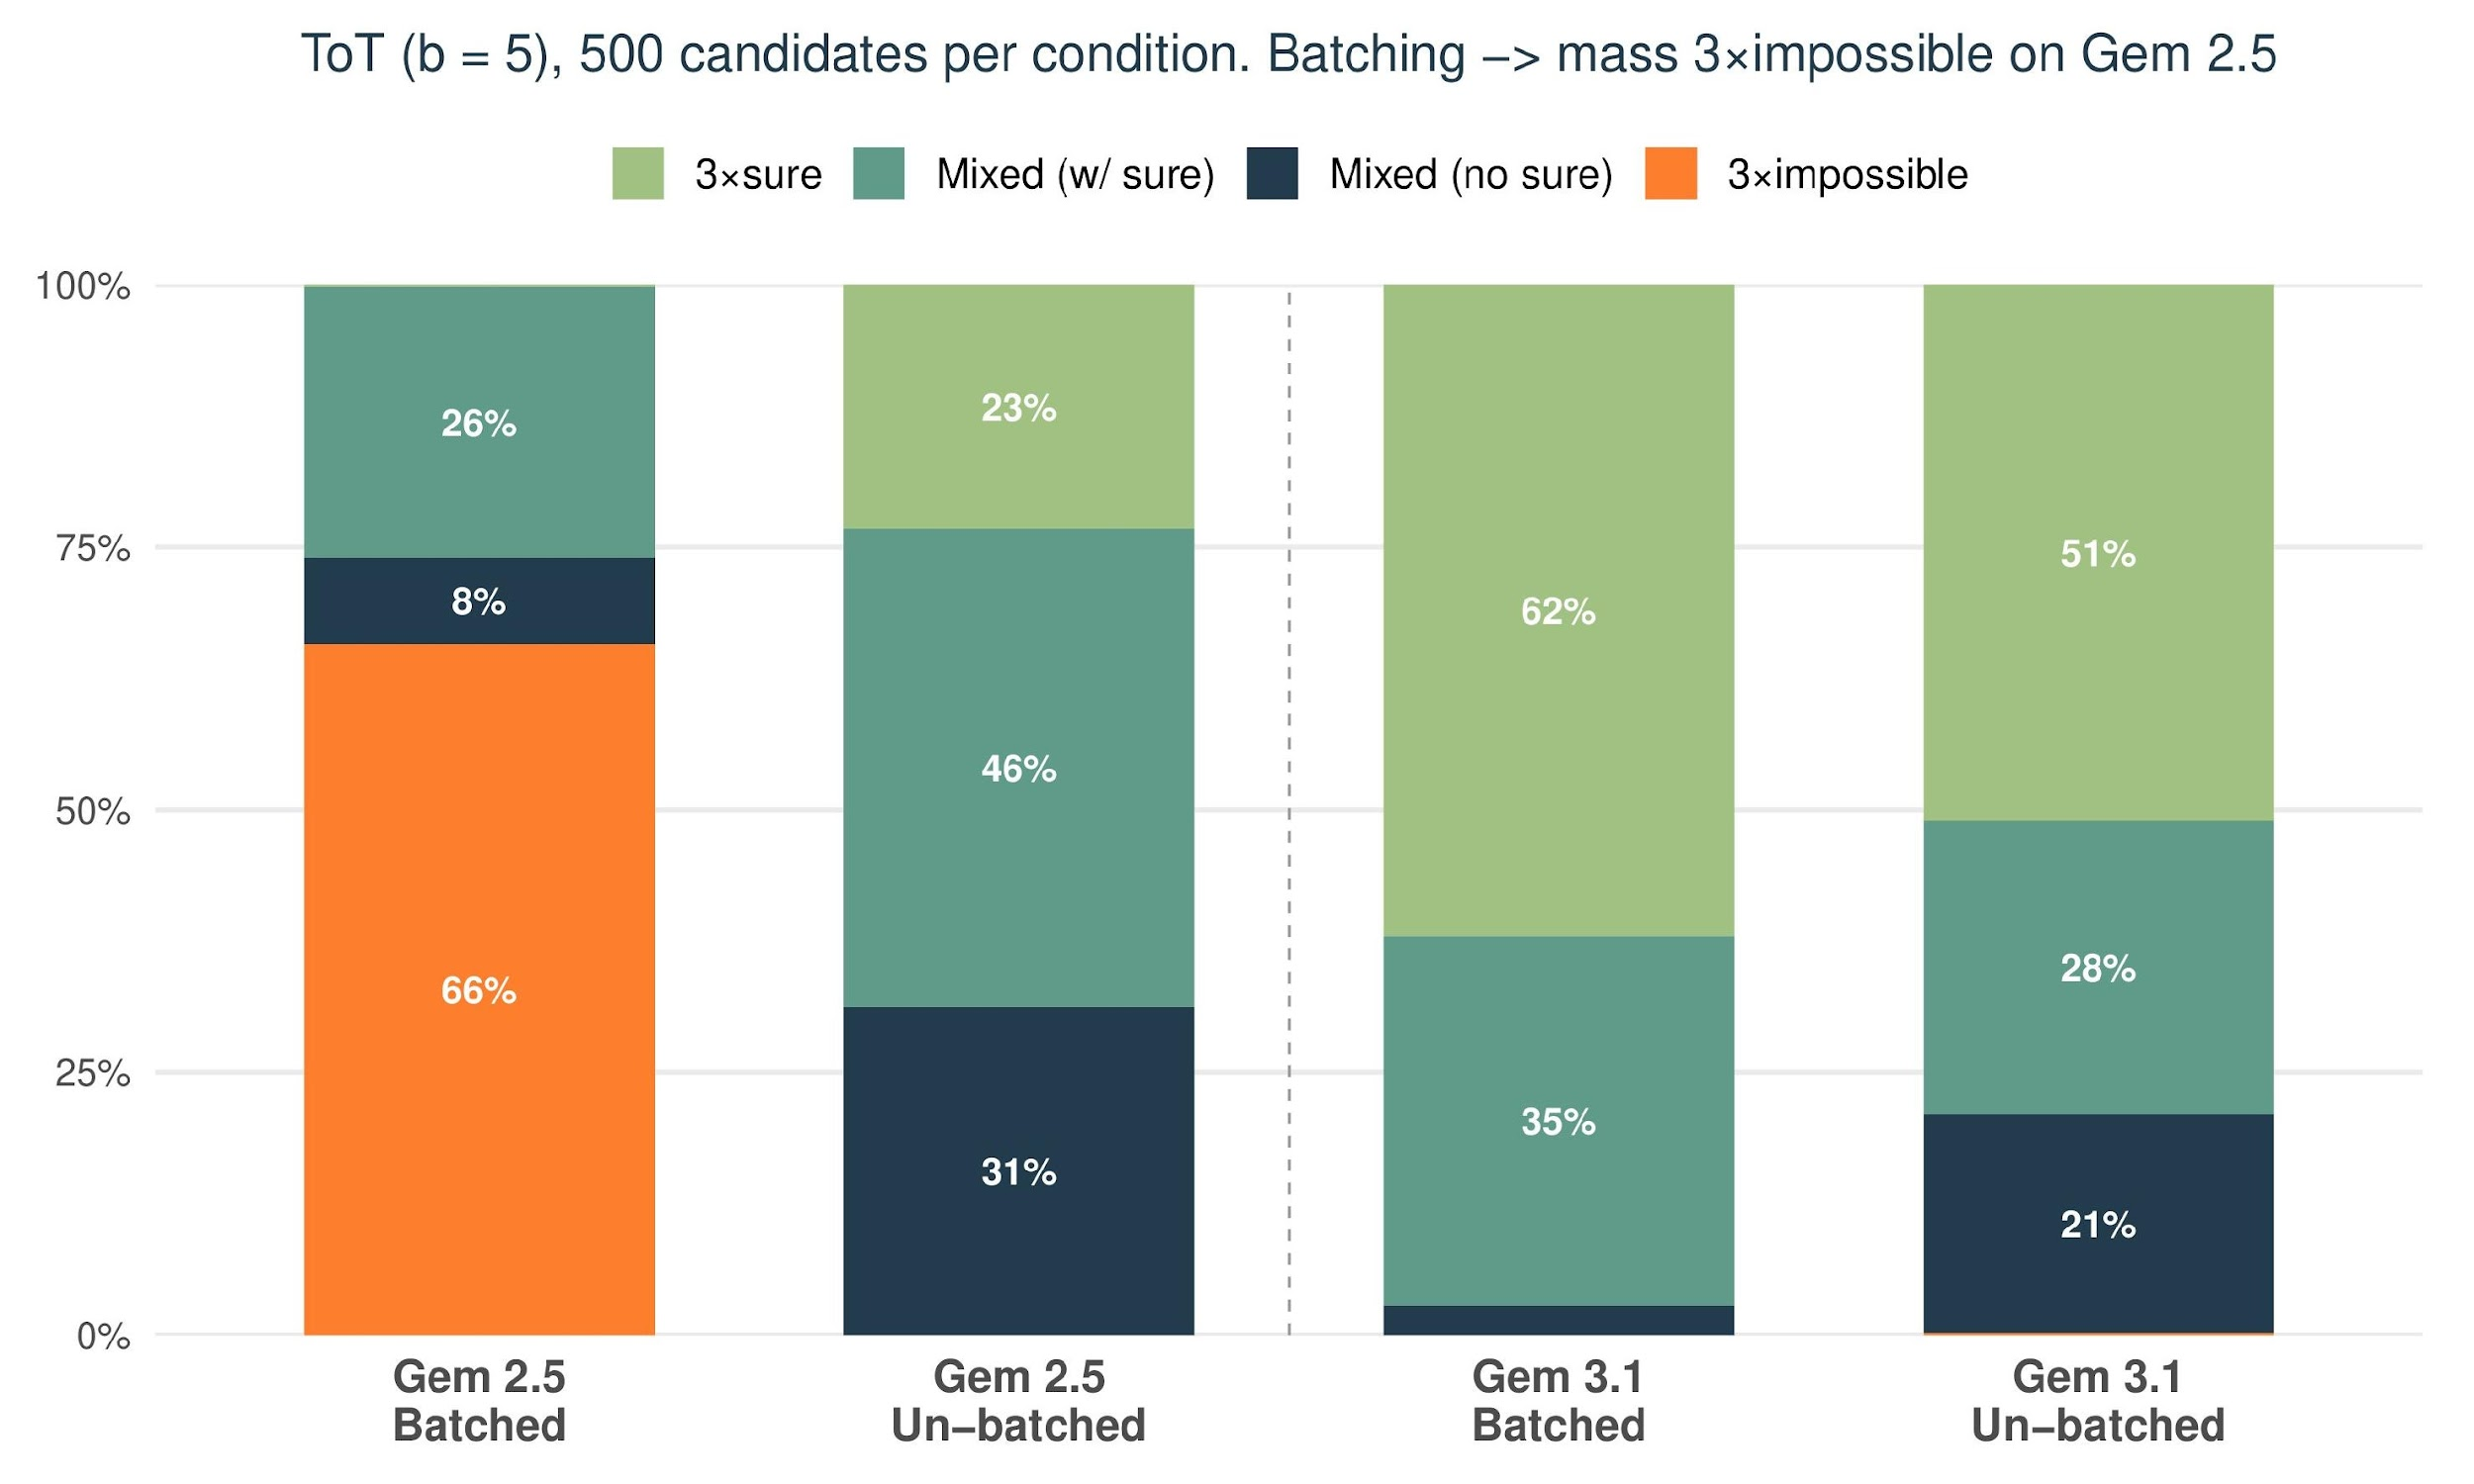 ToT (b = 5), 500 candidates per condition. Batching –> mass 3×impossible on Gem 2.5
3×sure
Mixed (w/ sure)
Mixed (no sure)
3×impossible
100%
75%
50%
25%
0%
26%
8%
66%
23%
46%
31%
62%
35%
51%
28%
21%
Gem 2.5
Batched
Gem 2.5
Un–batched
Gem 3.1
Batched
Gem 3.1
Un–batched